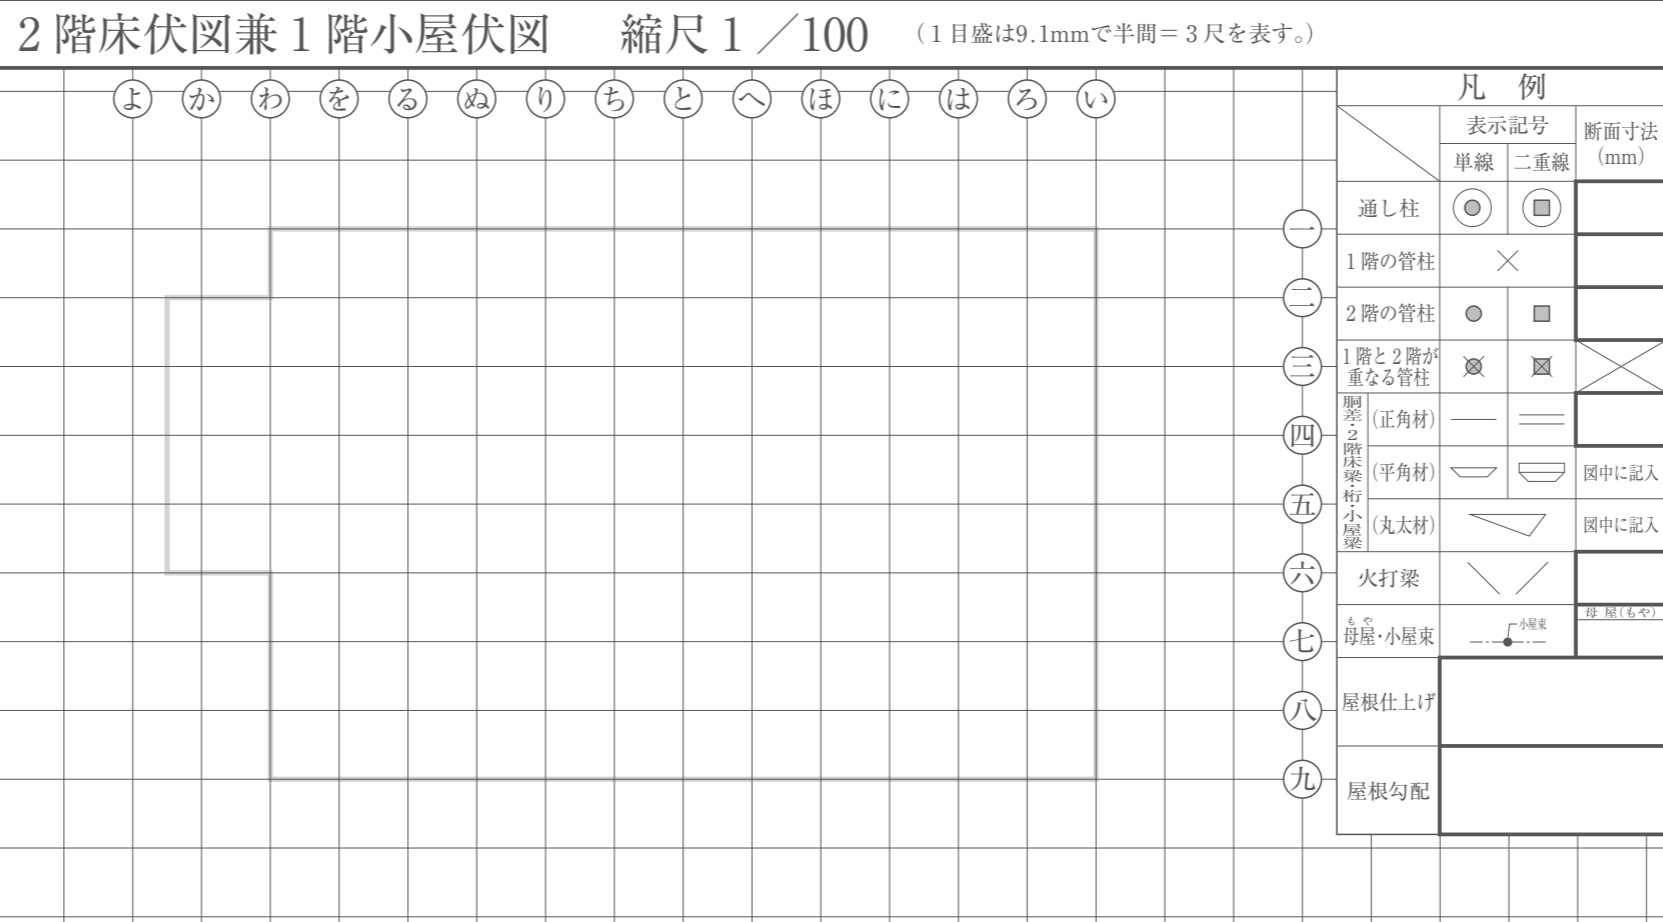 2階床伏図兼1階小屋伏図 縮尺1／100 （1目盛は9.1mmで半間＝3尺を表す。）
よ か わ を る ぬ り ち と へ ほ に は ろ い
一
二
三
四
五
六
七
八
九
凡 例
表示記号
断面寸法
(mm)
単線 二重線
通し柱
1階の管柱
2階の管柱
1階と2階が
重なる管柱
胴差・2階床梁・桁・小屋梁
(正角材)
(平角材) 図中に記入
(丸太材) 図中に記入
火打梁
母屋(もや)
もや
母屋・小屋束 小屋束
屋根仕上げ
屋根勾配